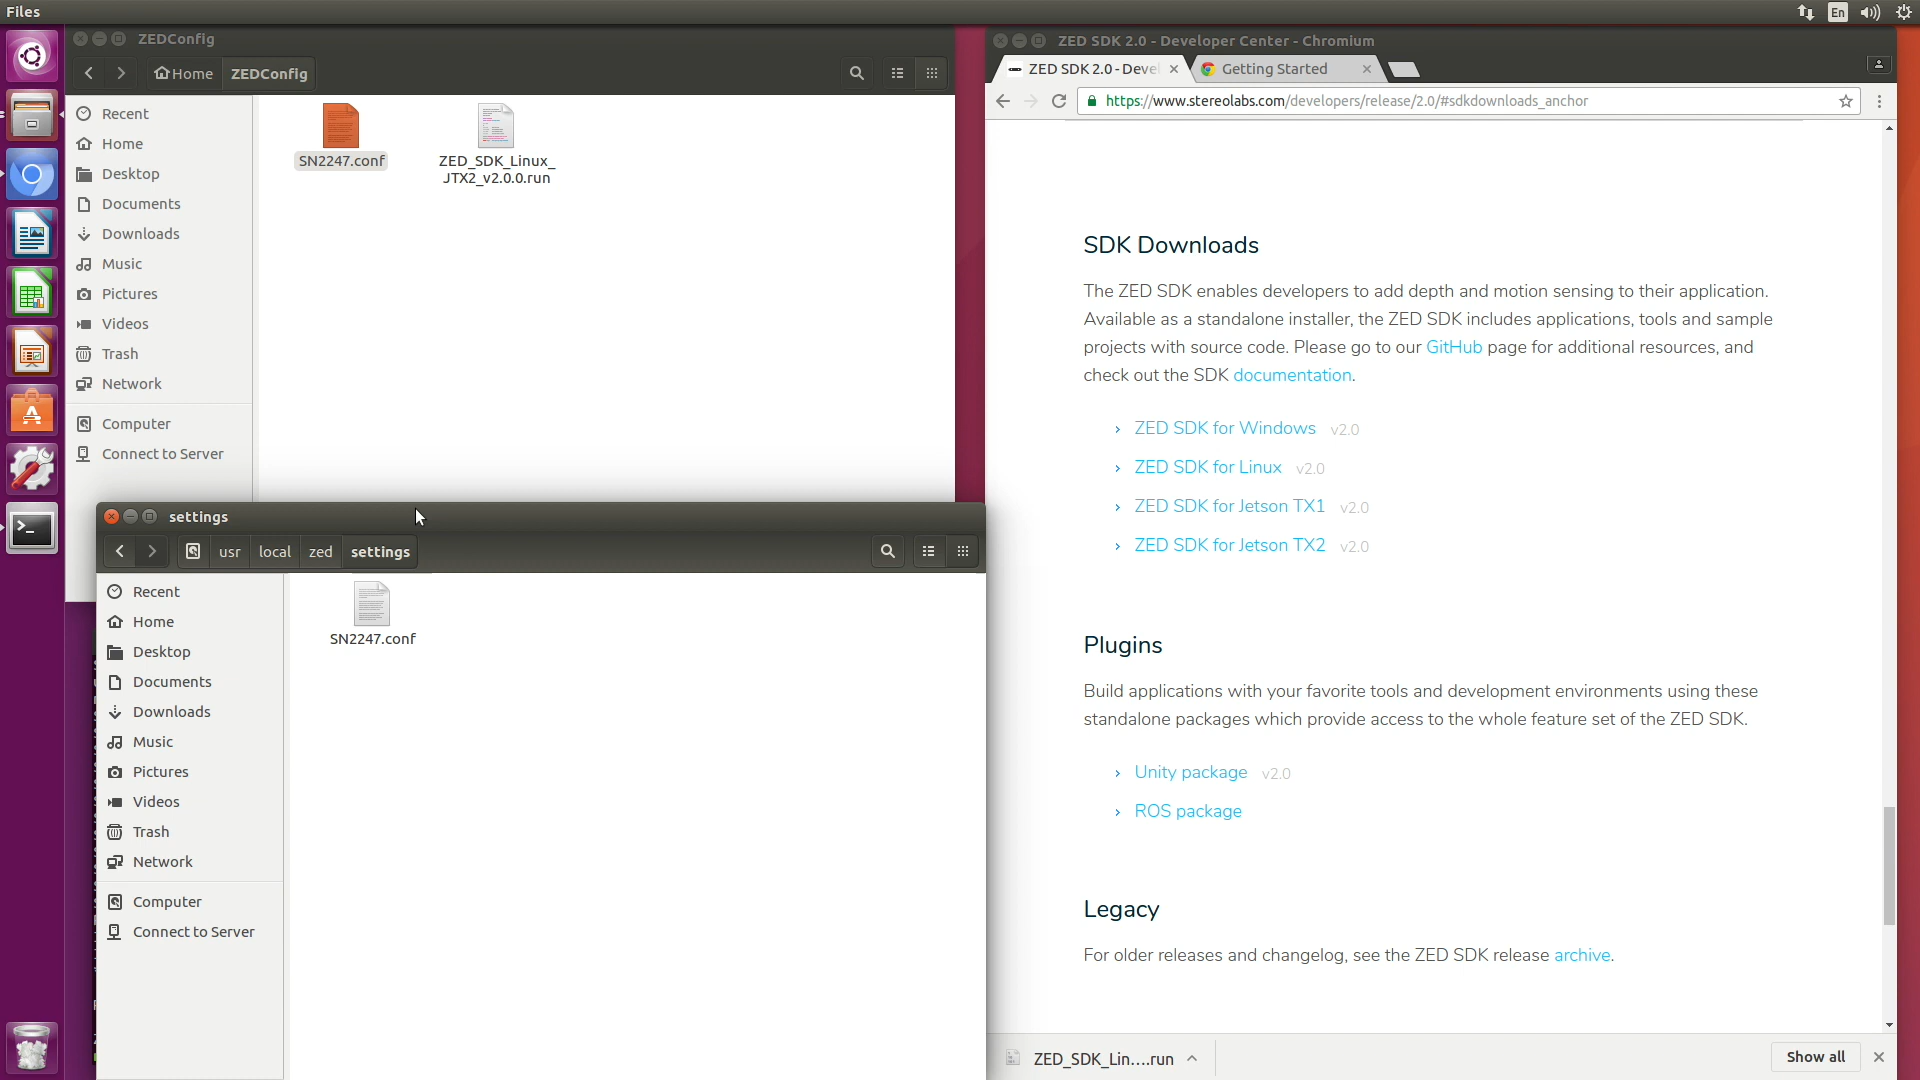 Files
En
ZEDConfig
Home
ZEDConfig
Recent
Home
Desktop
Documents
Downloads
Music
Pictures
Videos
Trash
Network
Computer
Connect to Server
SN2247.conf
ZED_SDK_Linux_
JTX2_v2.0.0.run
settings
usr
local
zed
settings
Recent
Home
Desktop
Documents
Downloads
Music
Pictures
Videos
Trash
Network
Computer
Connect to Server
SN2247.conf
ZED SDK 2.0 - Developer Center - Chromium
ZED SDK 2.0 - Deve
Getting Started
https://www.stereolabs.com/developers/release/2.0/#sdkdownloads_anchor
SDK Downloads
The ZED SDK enables developers to add depth and motion sensing to their application.
Available as a standalone installer, the ZED SDK includes applications, tools and sample
projects with source code. Please go to our GitHub page for additional resources, and
check out the SDK documentation.
ZED SDK for Windows v2.0
ZED SDK for Linux v2.0
ZED SDK for Jetson TX1 v2.0
ZED SDK for Jetson TX2 v2.0
Plugins
Build applications with your favorite tools and development environments using these
standalone packages which provide access to the whole feature set of the ZED SDK.
Unity package v2.0
ROS package
Legacy
For older releases and changelog, see the ZED SDK release archive.
ZED_SDK_Lin....run
Show all